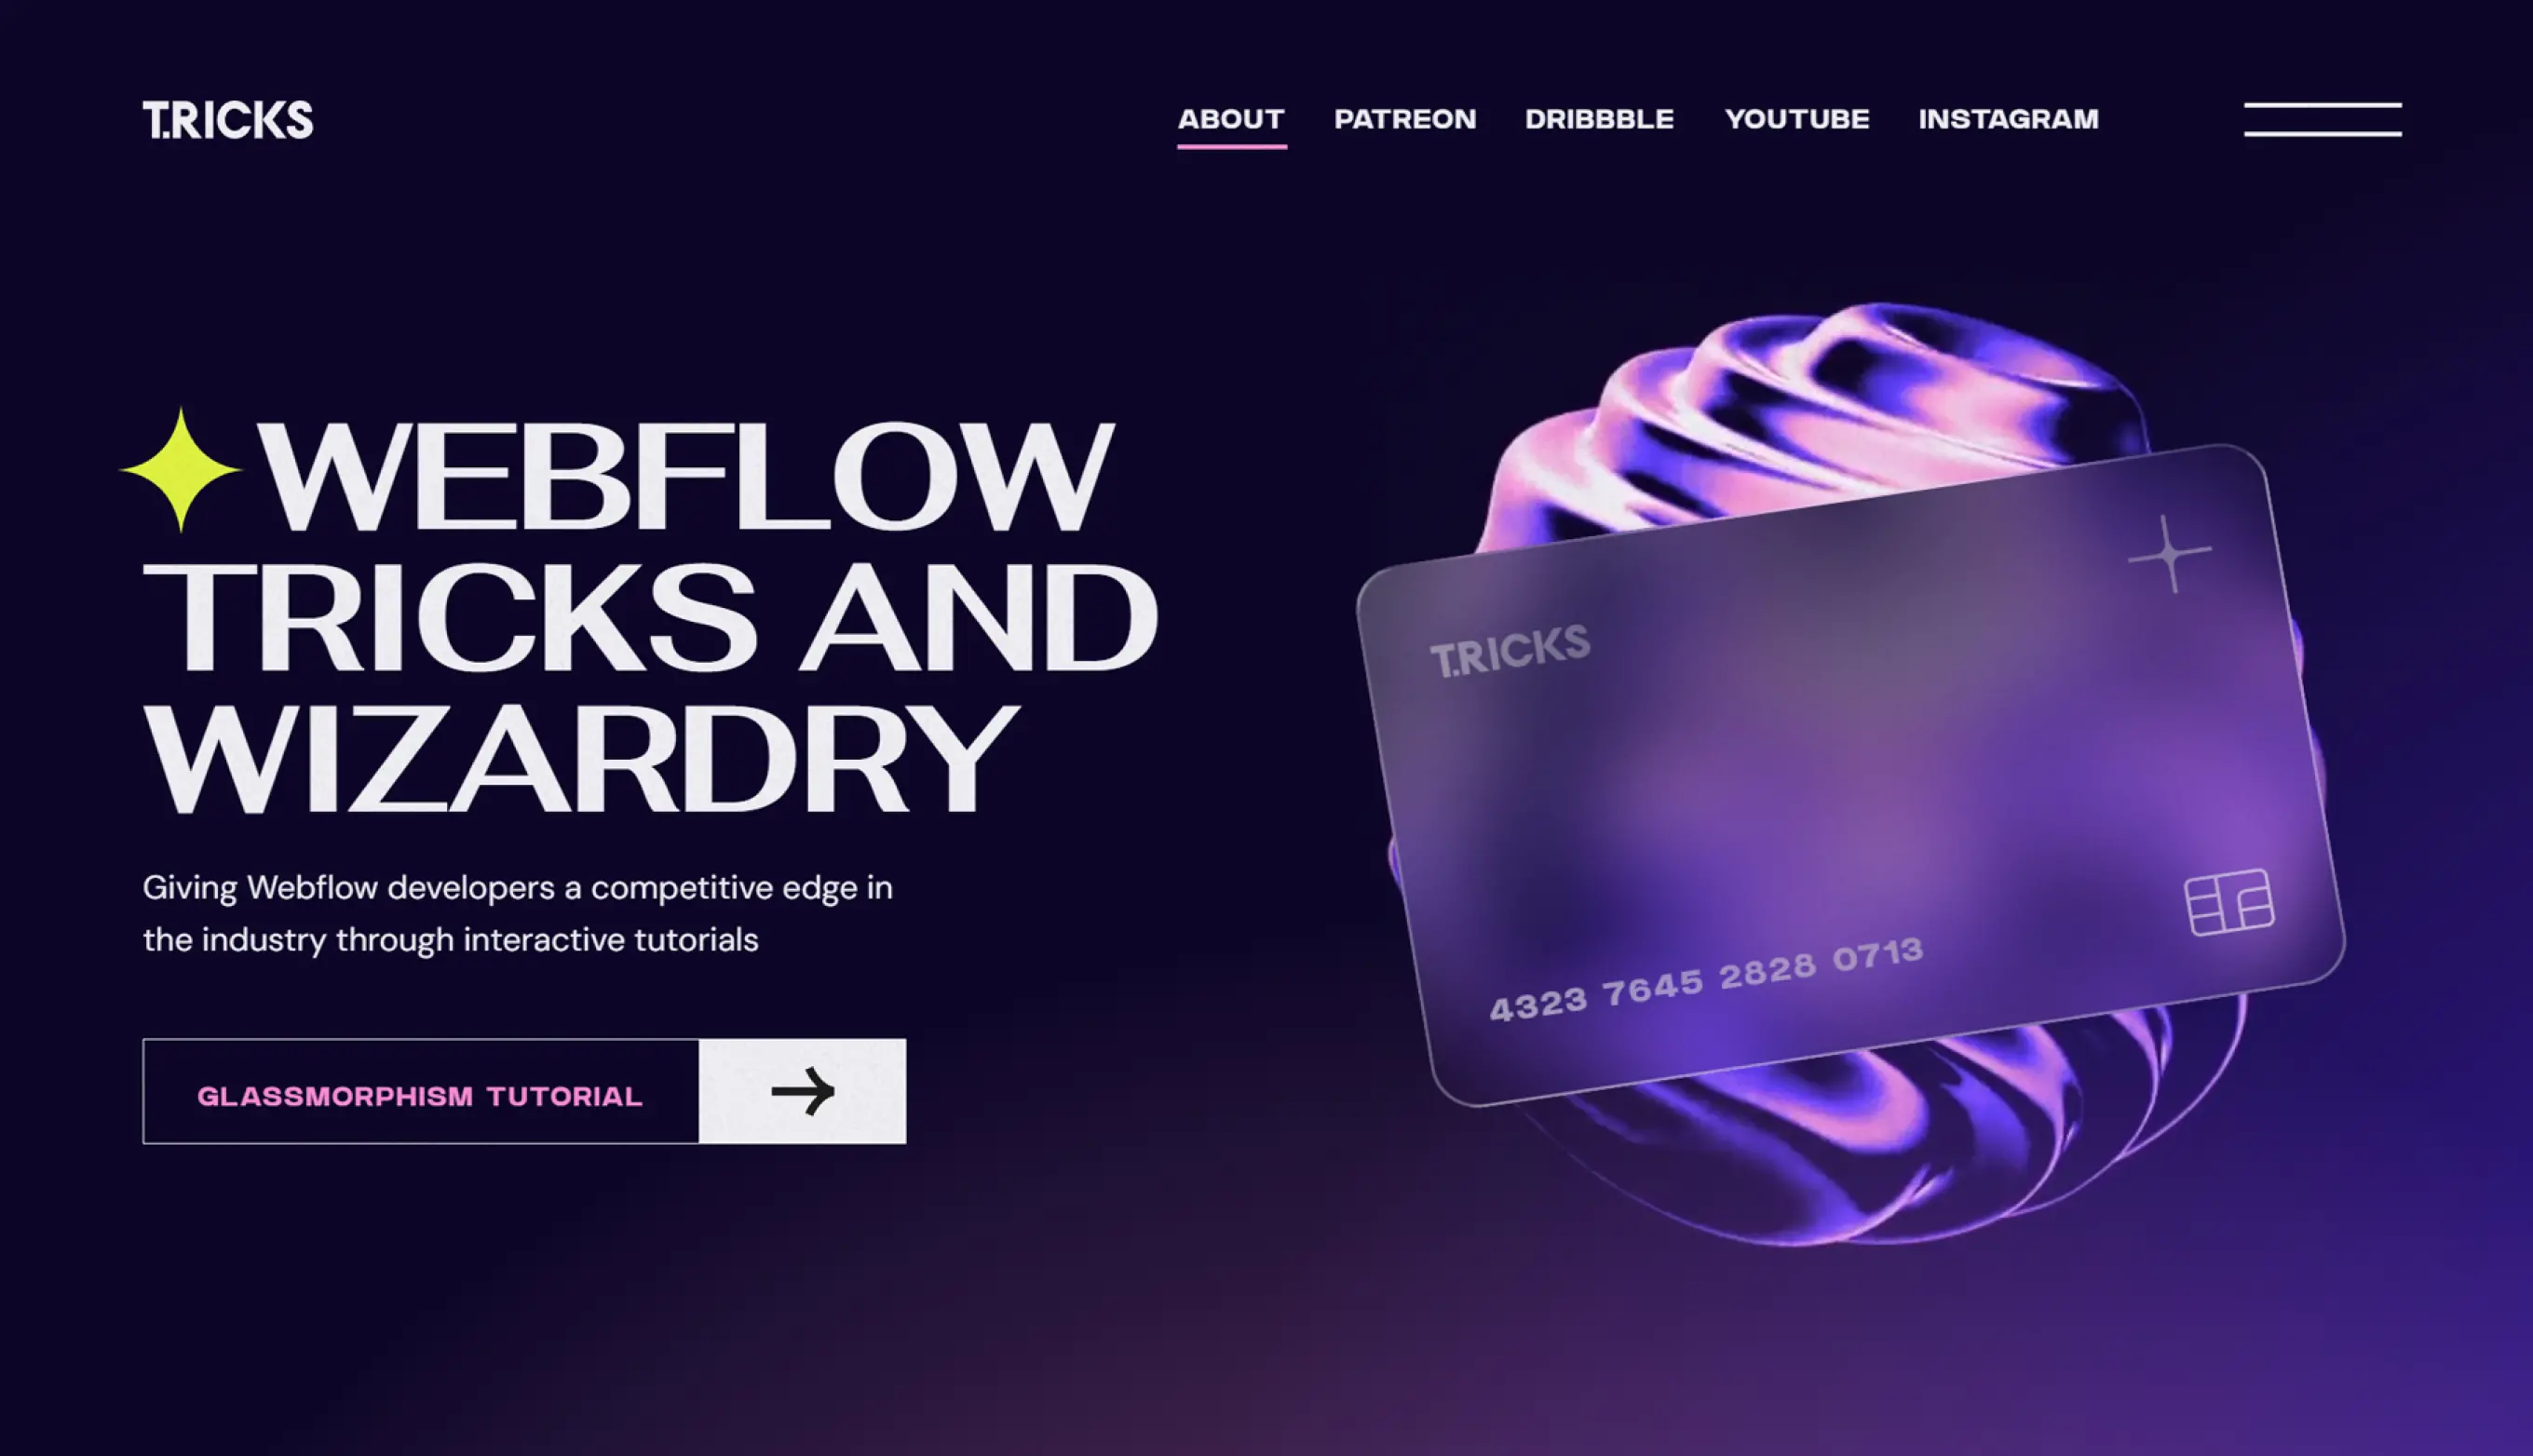 T.RICKS
ABOUT PATREON DRIBBBLE YOUTUBE INSTAGRAM
WEBFLOW
TRICKS AND
WIZARDRY
Giving Webflow developers a competitive edge in
the industry through interactive tutorials
GLASSMORPHISM TUTORIAL
T.RICKS
4323 7645 2828 0713